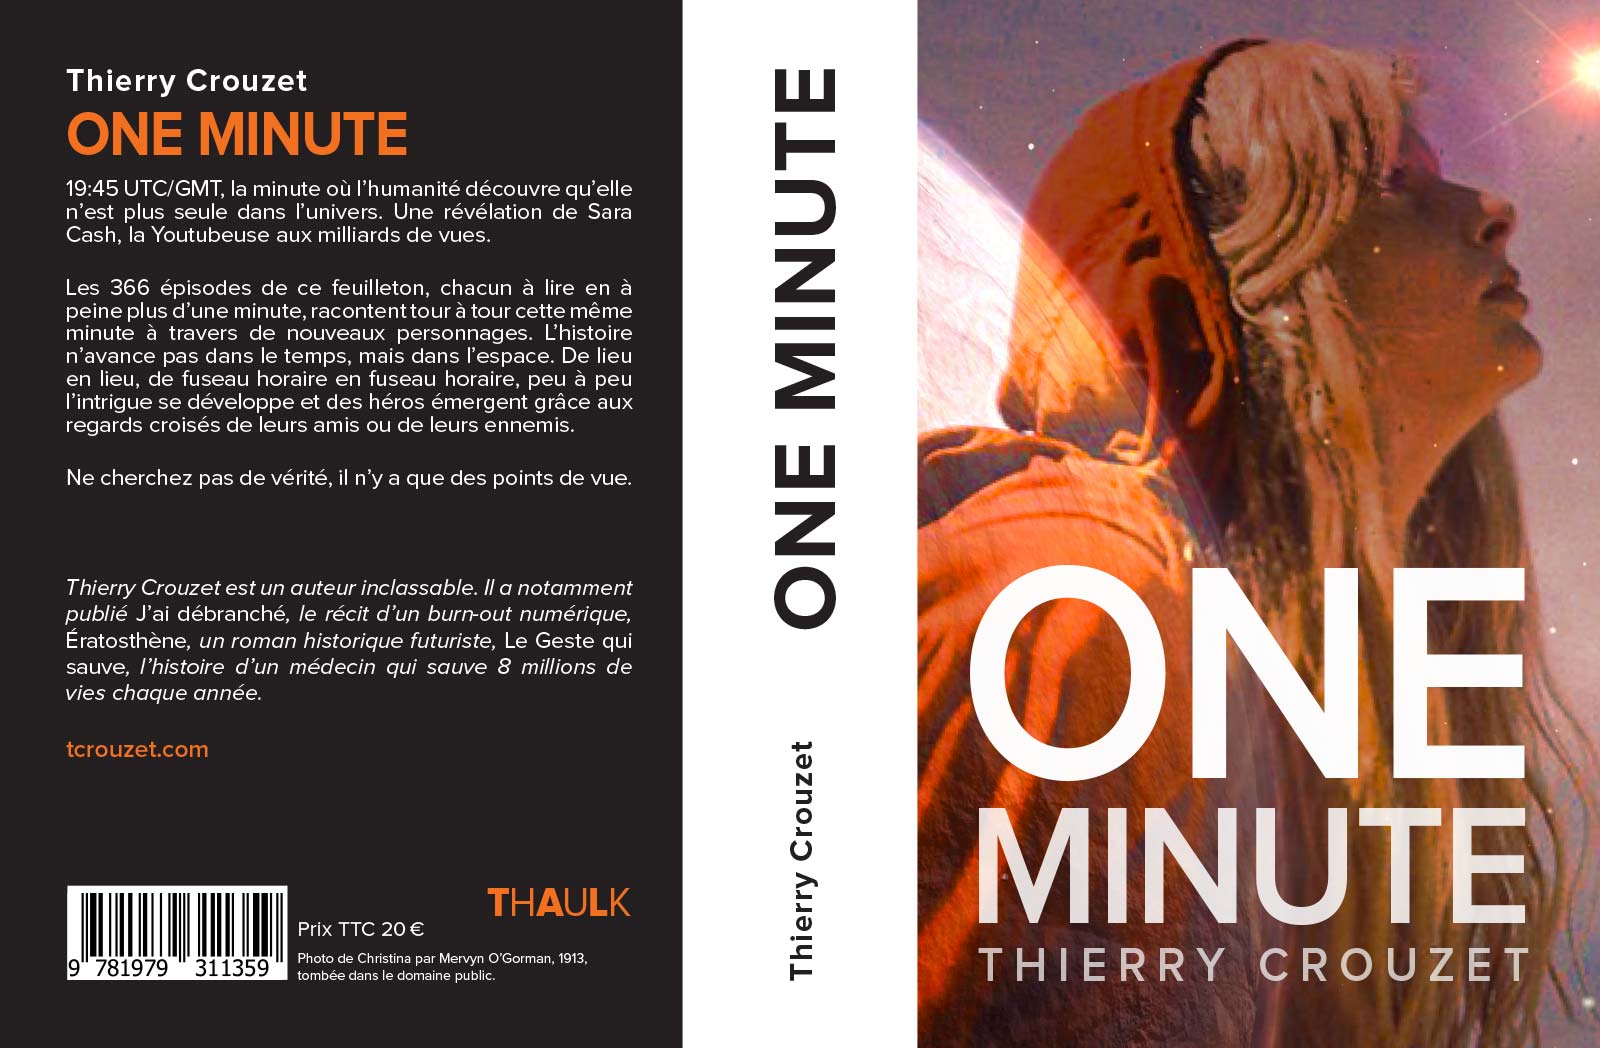 Thierry Crouzet
ONE MINUTE
19:45 UTC/GMT, la minute où l’humanité découvre qu’elle
n’est plus seule dans l’univers. Une révélation de Sara
Cash, la Youtubeuse aux milliards de vues.
Les 366 épisodes de ce feuilleton, chacun à lire en à
peine plus d’une minute, racontent tour à tour cette même
minute à travers de nouveaux personnages. L’histoire
n’avance pas dans le temps, mais dans l’espace. De lieu
en lieu, de fuseau horaire en fuseau horaire, peu à peu
l’intrigue se développe et des héros émergent grâce aux
regards croisés de leurs amis ou de leurs ennemis.
Ne cherchez pas de vérité, il n’y a que des points de vue.
Thierry Crouzet est un auteur inclassable. Il a notamment
publié J’ai débranché, le récit d’un burn-out numérique,
Ératosthène, un roman historique futuriste, Le Geste qui
sauve, l’histoire d’un médecin qui sauve 8 millions de
vies chaque année.
tcrouzet.com
THAULK
Prix TTC 20 €
Photo de Christina par Mervyn O’Gorman, 1913,
tombée dans le domaine public.
9 781979 311359
ONE MINUTE
Thierry Crouzet
ONE
MINUTE
THIERRY CROUZET